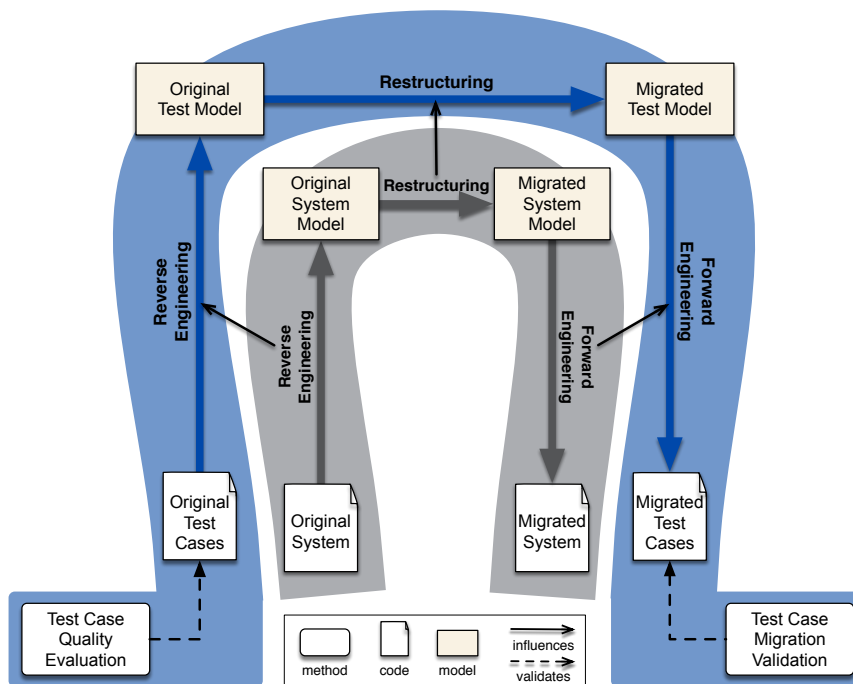 Original
Test Model
Restructuring
Migrated
Test Model
Original
System
Model
Restructuring
Migrated
System
Model
Reverse
Engineering
Reverse
Engineering
Forward
Engineering
Forward
Engineering
Original
Test
Cases
Original
System
Migrated
System
Migrated
Test
Cases
Test Case
Quality
Evaluation
Test Case
Migration
Validation
method
code
model
influences
validates